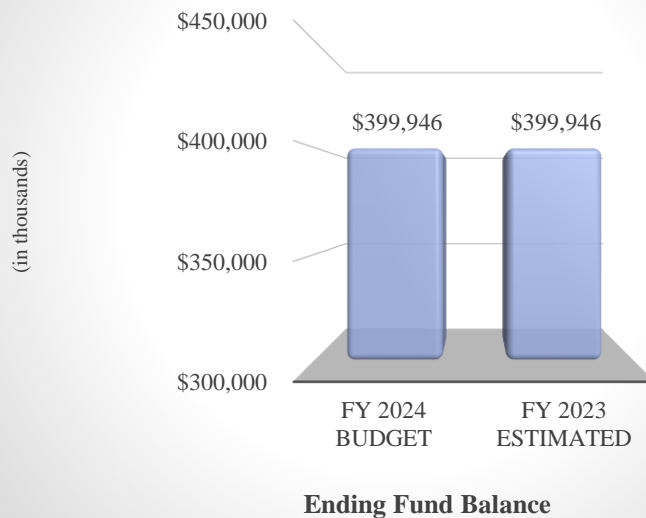 $450,000
$399,946 $399,946
$400,000
(in thousands)
$350,000
$300,000
FY 2024 FY 2023
BUDGET ESTIMATED
Ending Fund Balance